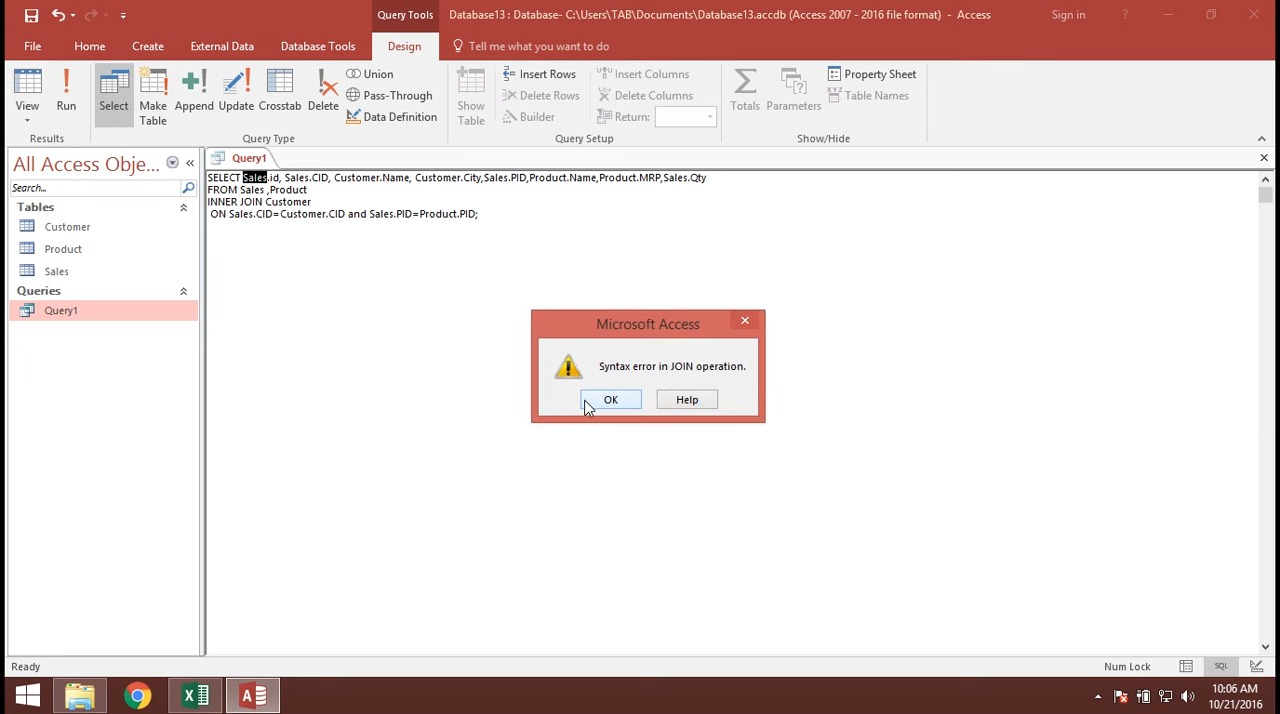 Query Tools
Database13 : Database- C:\Users\TAB\Documents\Database13.accdb (Access 2007 - 2016 file format)  -  Access
Sign in
?
File
Home
Create
External Data
Database Tools
Design
Tell me what you want to do
View
Run
Select
Make Table
Append
Update
Crosstab
Delete
Union
Pass-Through
Data Definition
Show Table
Insert Rows
Delete Rows
Builder
Insert Columns
Delete Columns
Return:
Totals
Parameters
Property Sheet
Table Names
Results
Query Type
Query Setup
Show/Hide
All Access Obje...
Search...
Tables
Customer
Product
Sales
Queries
Query1
Query1
SELECT Sales.id, Sales.CID, Customer.Name, Customer.City,Sales.PID,Product.Name,Product.MRP,Sales.Qty
FROM Sales ,Product
INNER JOIN Customer
ON Sales.CID=Customer.CID and Sales.PID=Product.PID;
Microsoft Access
Syntax error in JOIN operation.
OK
Help
Ready
Num Lock
SQL
10:06 AM
10/21/2016